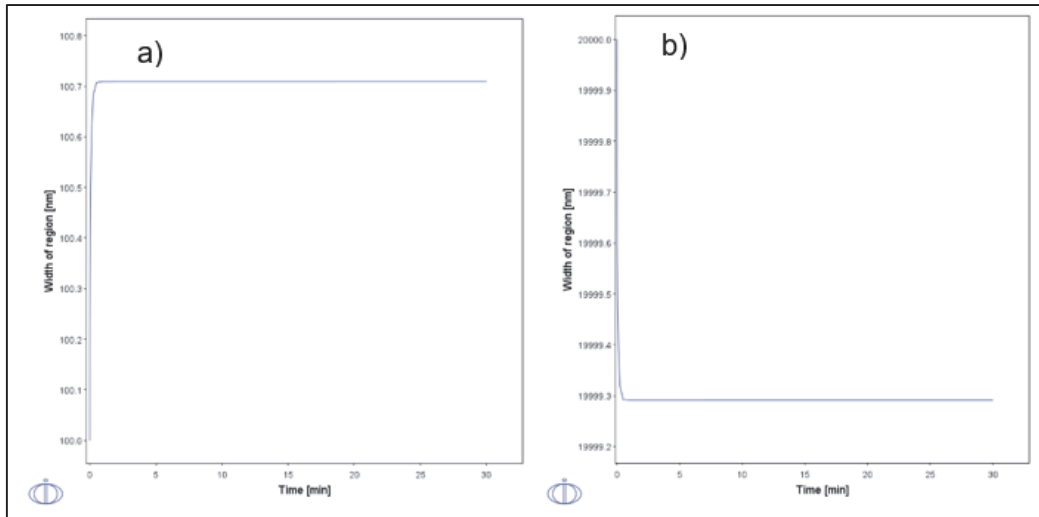 a)
100.8
100.7
100.6
100.5
100.4
100.3
100.2
100.1
100.0
Width of region [nm]
0 5 10 15 20 25 30
Time [min]
b)
20000.0
19999.9
19999.8
19999.7
19999.6
19999.5
19999.4
19999.3
19999.2
Width of region [nm]
0 5 10 15 20 25 30
Time [min]